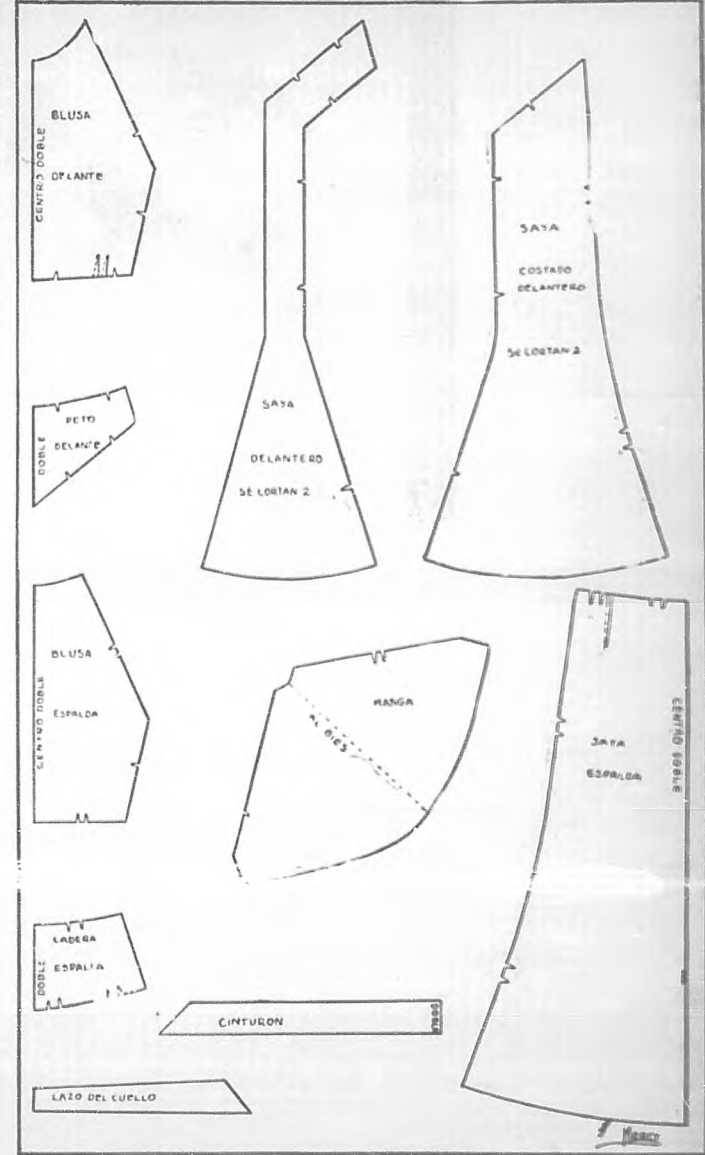 CENTRO DOBLE
BLUSA
DELANTE
SAYA
DELANTERO
SE CORTAN 2
SAYA
COSTADO
DELANTERO
SE CORTAN 2
DOBLE
PETO
DELANTE
CENTRO DOBLE
BLUSA
ESPALDA
MANGA
AL BIES
SAYA
ESPALDA
CENTRO DOBLE
DOBLE
CADERA
ESPALDA
CINTURON
DOBLE
LAZO DEL CUELLO